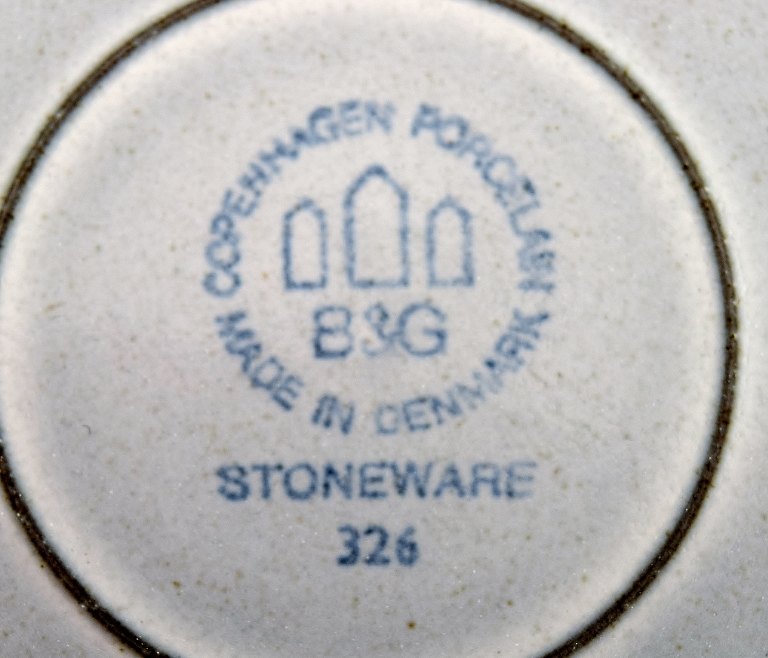 COPENHAGEN PORCELAIN
B&G
MADE IN DENMARK
STONEWARE
326